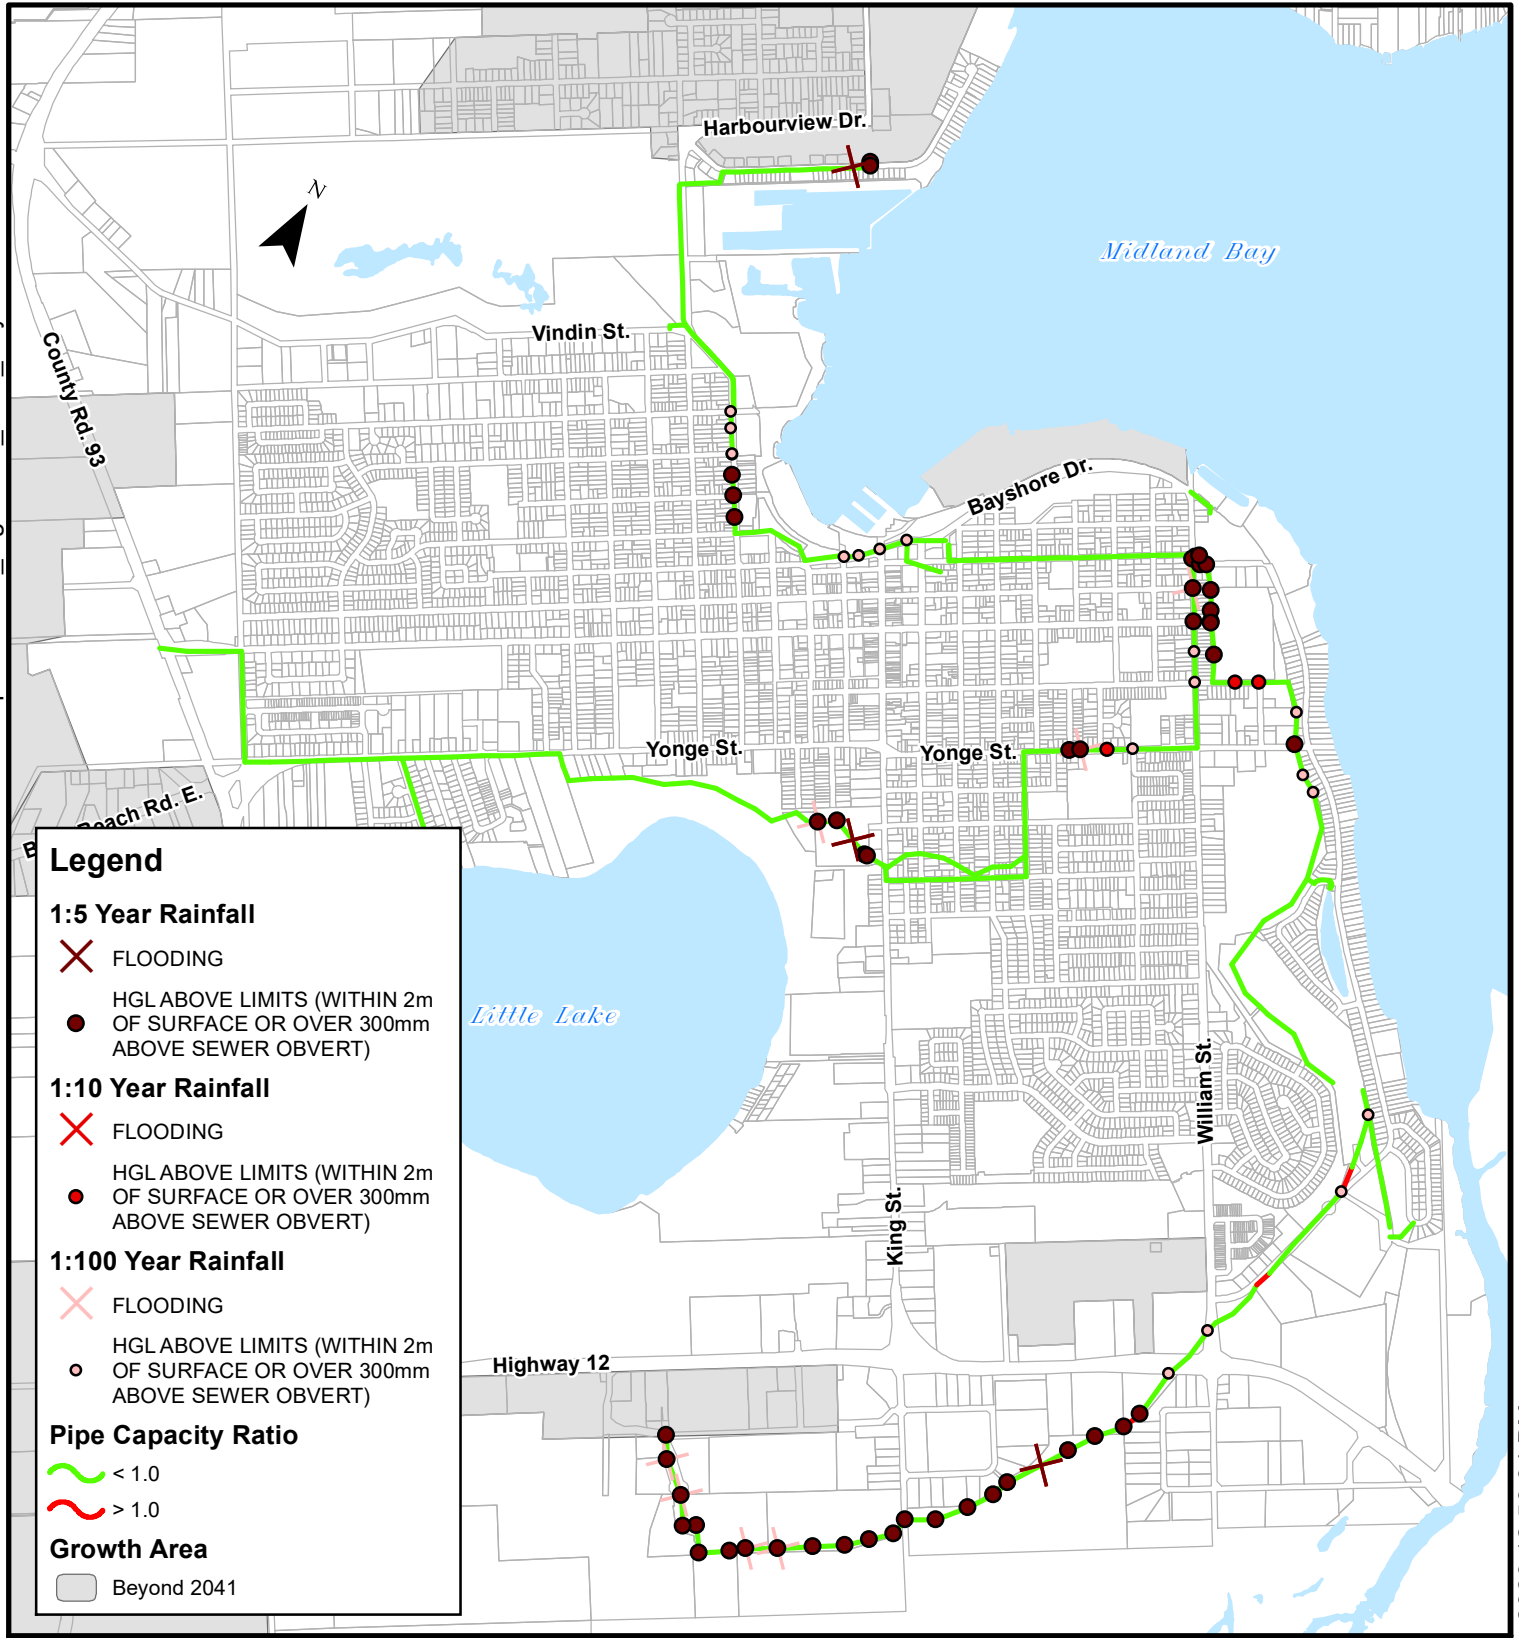 Harbourview Dr.
N
Midland Bay
Vindin St.
County Rd. 93
Bayshore Dr.
Yonge St.
Yonge St.
Beach Rd. E.
Little Lake
William St.
King St.
Highway 12
Legend
1:5 Year Rainfall
FLOODING
HGL ABOVE LIMITS (WITHIN 2m
OF SURFACE OR OVER 300mm
ABOVE SEWER OBVERT)
1:10 Year Rainfall
FLOODING
HGL ABOVE LIMITS (WITHIN 2m
OF SURFACE OR OVER 300mm
ABOVE SEWER OBVERT)
1:100 Year Rainfall
FLOODING
HGL ABOVE LIMITS (WITHIN 2m
OF SURFACE OR OVER 300mm
ABOVE SEWER OBVERT)
Pipe Capacity Ratio
< 1.0
> 1.0
Growth Area
Beyond 2041